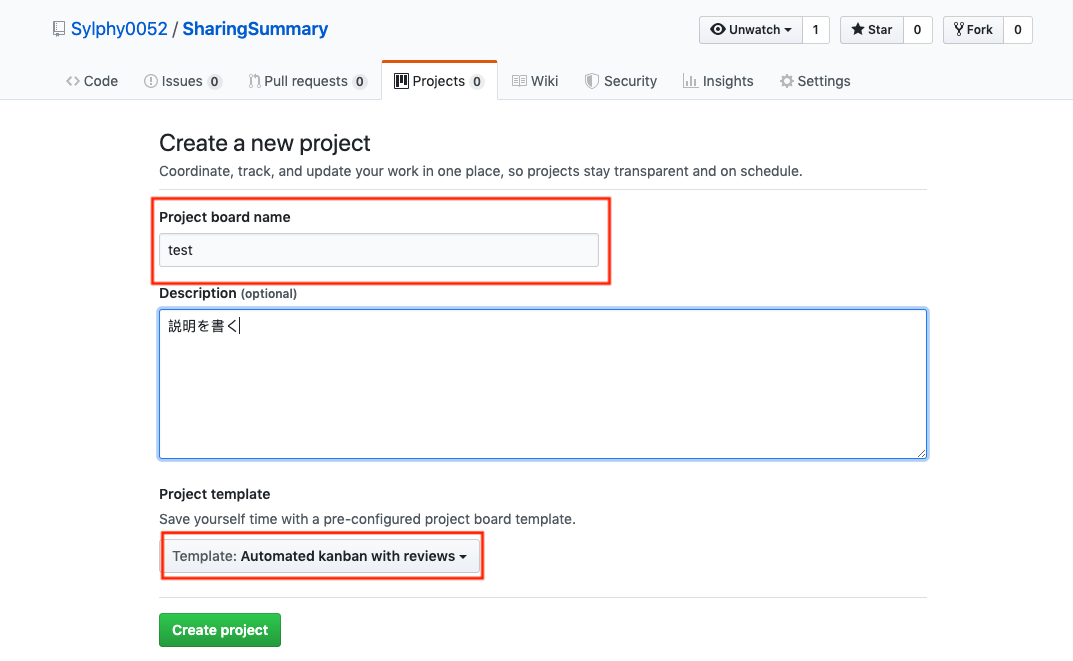 Sylphy0052 / SharingSummary
Unwatch 1 Star 0 Fork 0
Code Issues 0 Pull requests 0 Projects 0 Wiki Security Insights Settings
Create a new project
Coordinate, track, and update your work in one place, so projects stay transparent and on schedule.
Project board name
test
Description (optional)
説明を書く
Project template
Save yourself time with a pre-configured project board template.
Template: Automated kanban with reviews
Create project